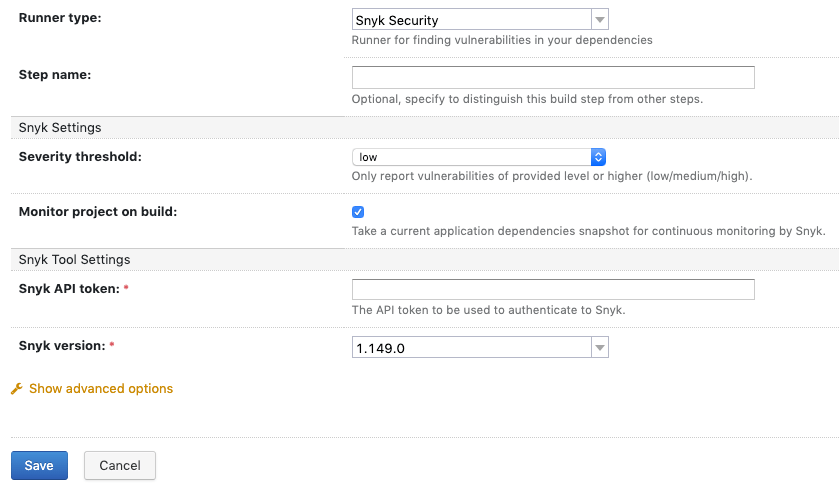 Runner type:
Snyk Security
Runner for finding vulnerabilities in your dependencies
Step name:
Optional, specify to distinguish this build step from other steps.
Snyk Settings
Severity threshold:
low
Only report vulnerabilities of provided level or higher (low/medium/high).
Monitor project on build:
Take a current application dependencies snapshot for continuous monitoring by Snyk.
Snyk Tool Settings
Snyk API token: *
The API token to be used to authenticate to Snyk.
Snyk version: *
1.149.0
Show advanced options
Save
Cancel